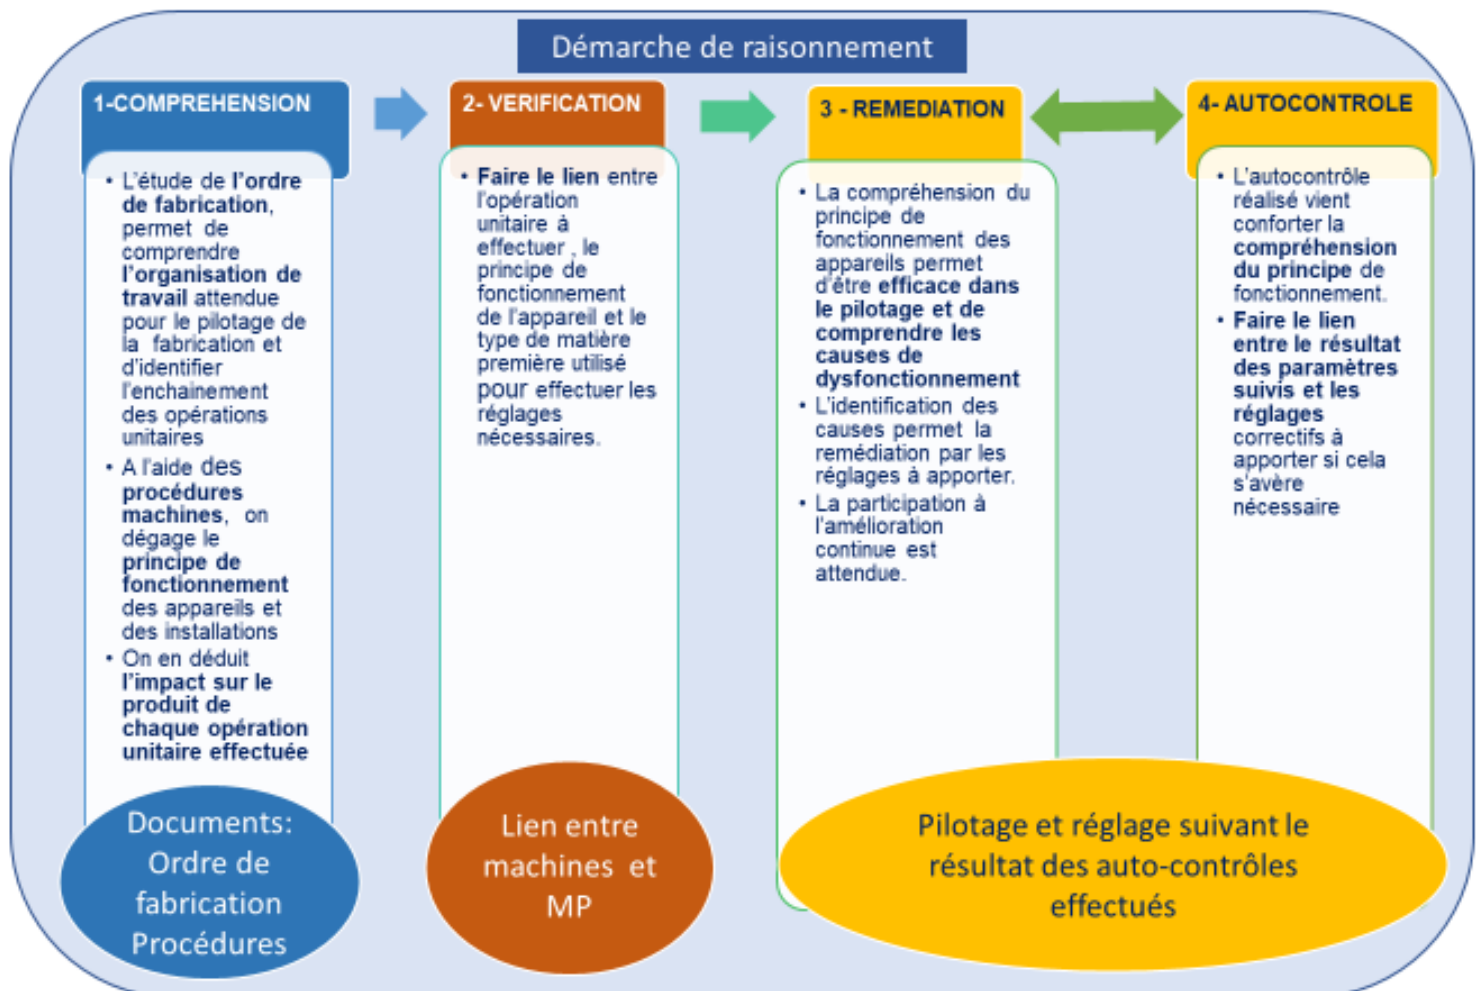 Démarche de raisonnement
1-COMPREHENSION
• L'étude de l'ordre
de fabrication,
permet de
comprendre
l'organisation de
travail attendue
pour le pilotage de
la fabrication et
d'identifier
l'enchainement
des opérations
unitaires
• A l'aide des
procédures
machines, on
dégage le
principe de
fonctionnement
des appareils et
des installations
• On en déduit
l'impact sur le
produit de
chaque opération
unitaire effectuée
Documents:
Ordre de
fabrication
Procédures
2- VERIFICATION
• Faire le lien entre
l'opération
unitaire à
effectuer , le
principe de
fonctionnement
de l'appareil et le
type de matière
première utilisé
pour effectuer les
réglages
nécessaires.
Lien entre
machines et
MP
3 - REMEDIATION
• La compréhension du
principe de
fonctionnement des
appareils permet
d'être efficace dans
le pilotage et de
comprendre les
causes de
dysfonctionnement
• L'identification des
causes permet la
remédiation par les
réglages à apporter.
• La participation à
l'amélioration
continue est
attendue.
4- AUTOCONTROLE
• L'autocontrôle
réalisé vient
conforter la
compréhension
du principe de
fonctionnement.
• Faire le lien
entre le résultat
des paramètres
suivis et les
réglages
correctifs à
apporter si cela
s'avère
nécessaire
Pilotage et réglage suivant le
résultat des auto-contrôles
effectués